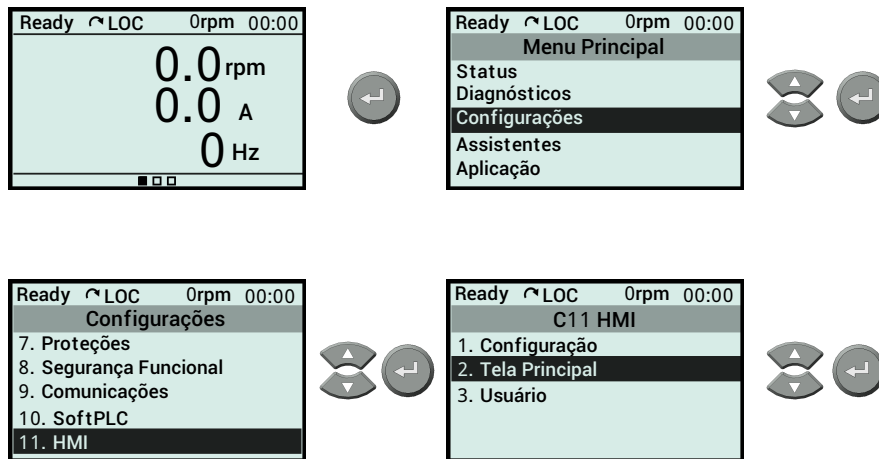 Ready LOC 0rpm 00:00
0.0 rpm
0.0 A
0 Hz
Ready LOC 0rpm 00:00
Menu Principal
Status
Diagnósticos
Configurações
Assistentes
Aplicação
Ready LOC 0rpm 00:00
Configurações
7. Proteções
8. Segurança Funcional
9. Comunicações
10. SoftPLC
11. HMI
Ready LOC 0rpm 00:00
C11 HMI
1. Configuração
2. Tela Principal
3. Usuário